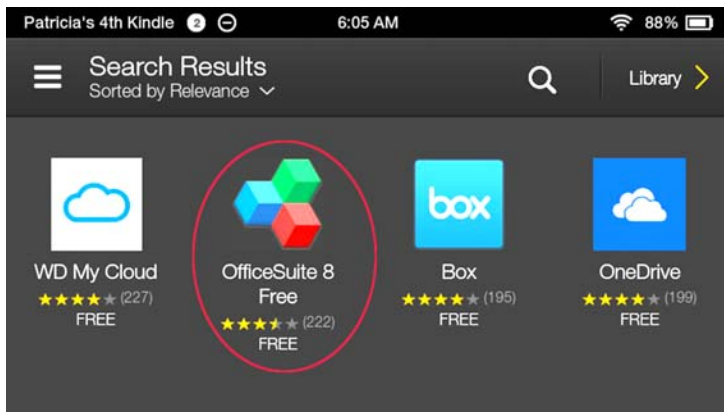 Patricia's 4th Kindle 2 6:05 AM 88%
Search Results
Sorted by Relevance
Library
box
WD My Cloud
(227)
FREE
OfficeSuite 8
Free
(222)
FREE
Box
(195)
FREE
OneDrive
(199)
FREE